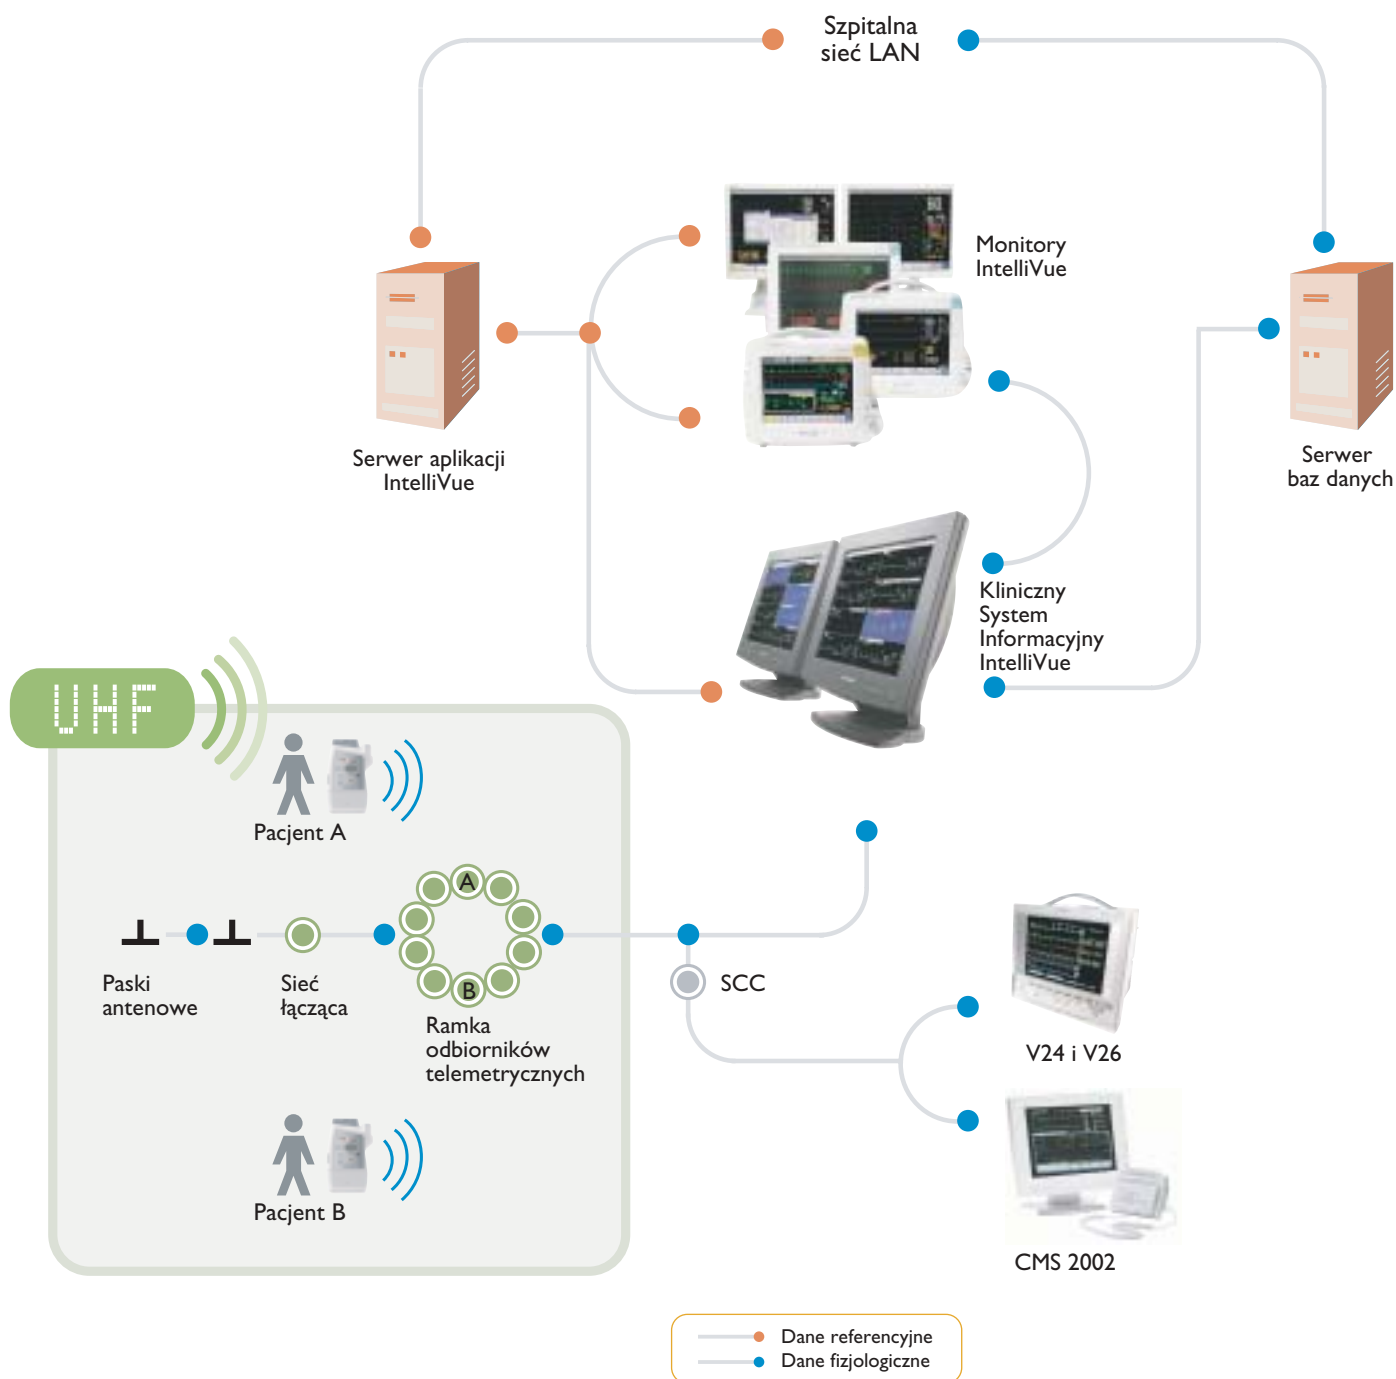 Szpitalna
sieć LAN
Monitory
IntelliVue
Serwer aplikacji
IntelliVue
Serwer
baz danych
Kliniczny
System
Informacyjny
IntelliVue
UHF
Pacjent A
A
B
Paski
antenowe
Sieć
łącząca
Ramka
odbiorników
telemetrycznych
SCC
V24 i V26
Pacjent B
CMS 2002
Dane referencyjne
Dane fizjologiczne